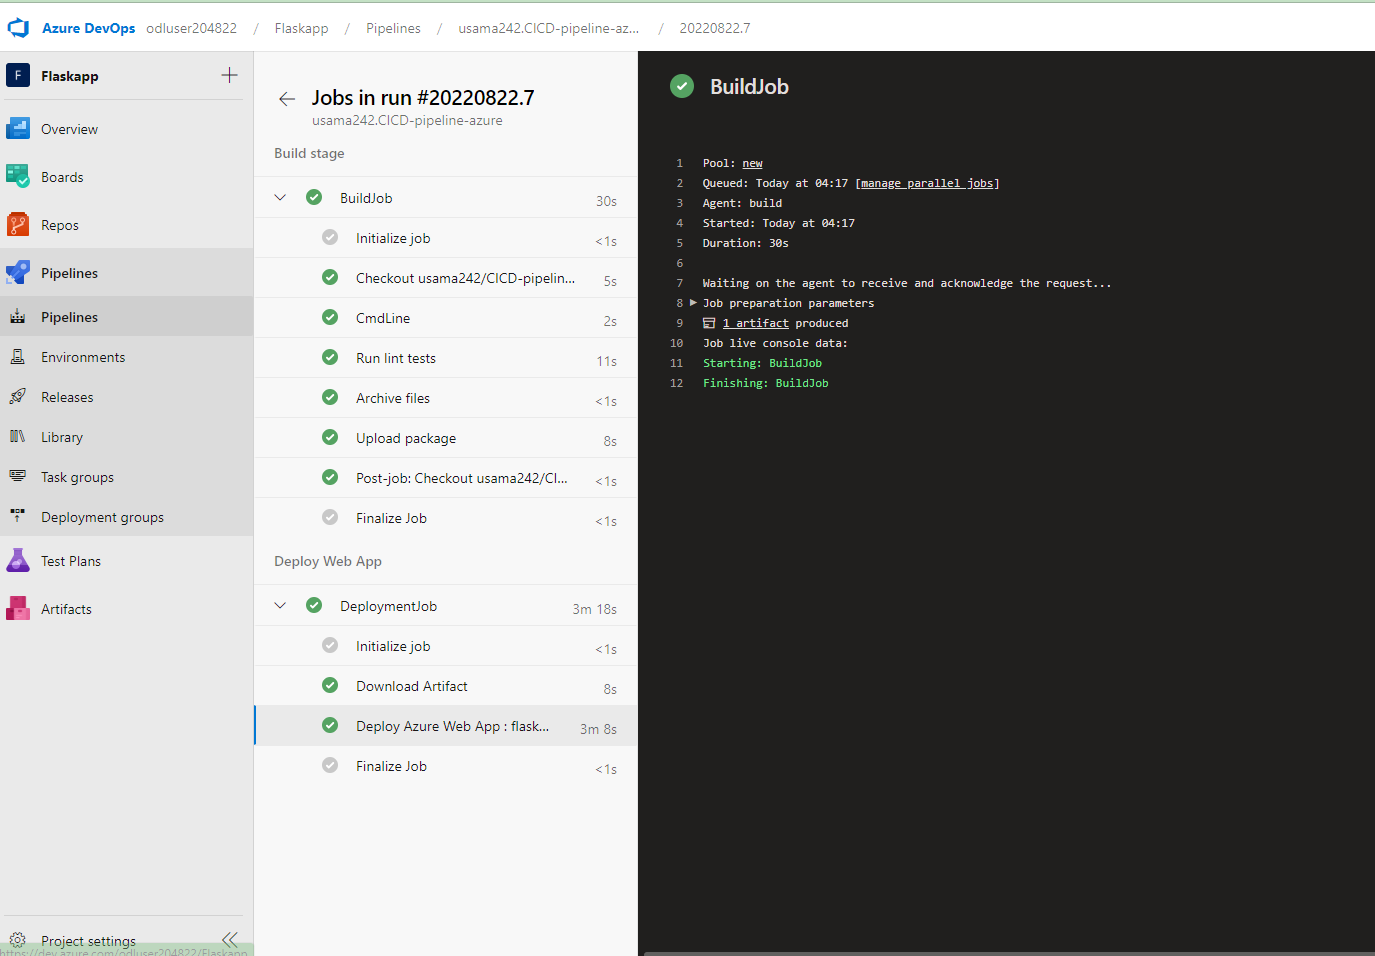 Azure DevOps odluser204822 / Flaskapp / Pipelines / usama242.CICD-pipeline-az... / 20220822.7
F Flaskapp
Overview
Boards
Repos
Pipelines
Pipelines
Environments
Releases
Library
Task groups
Deployment groups
Test Plans
Artifacts
Project settings
https://dev.azure.com/odluser204822/Flaskapp
Jobs in run #20220822.7
usama242.CICD-pipeline-azure
Build stage
BuildJob 30s
Initialize job <1s
Checkout usama242/CICD-pipelin... 5s
CmdLine 2s
Run lint tests 11s
Archive files <1s
Upload package 8s
Post-job: Checkout usama242/CI... <1s
Finalize Job <1s
Deploy Web App
DeploymentJob 3m 18s
Initialize job <1s
Download Artifact 8s
Deploy Azure Web App : flask... 3m 8s
Finalize Job <1s
BuildJob
1 Pool: new
2 Queued: Today at 04:17 [manage parallel jobs]
3 Agent: build
4 Started: Today at 04:17
5 Duration: 30s
6
7 Waiting on the agent to receive and acknowledge the request...
8 Job preparation parameters
9 1 artifact produced
10 Job live console data:
11 Starting: BuildJob
12 Finishing: BuildJob